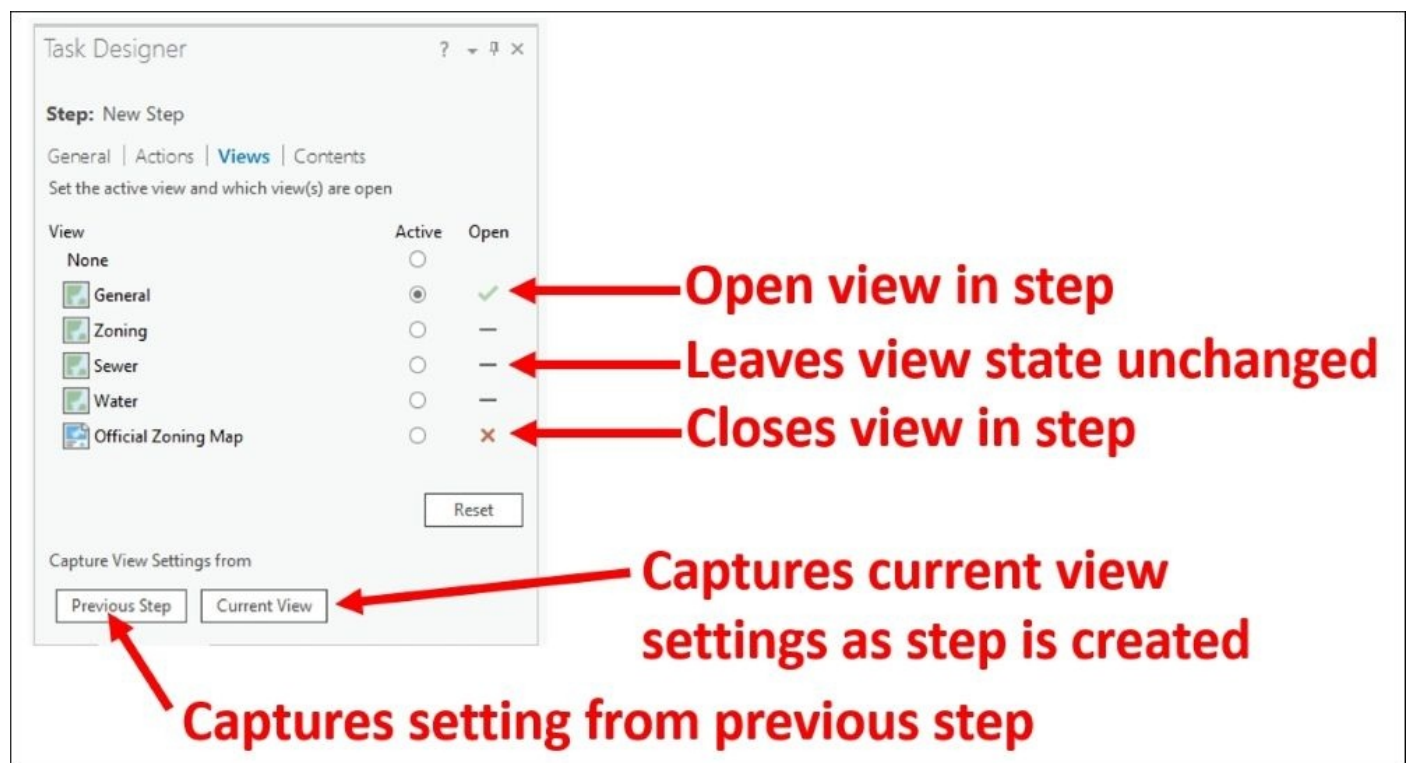 Task Designer ?
Step: New Step
General | Actions | Views | Contents
Set the active view and which view(s) are open
View Active Open
None
General
Zoning
Sewer
Water
Official Zoning Map
Reset
Capture View Settings from
Previous Step Current View
Open view in step
Leaves view state unchanged
Closes view in step
Captures current view
settings as step is created
Captures setting from previous step